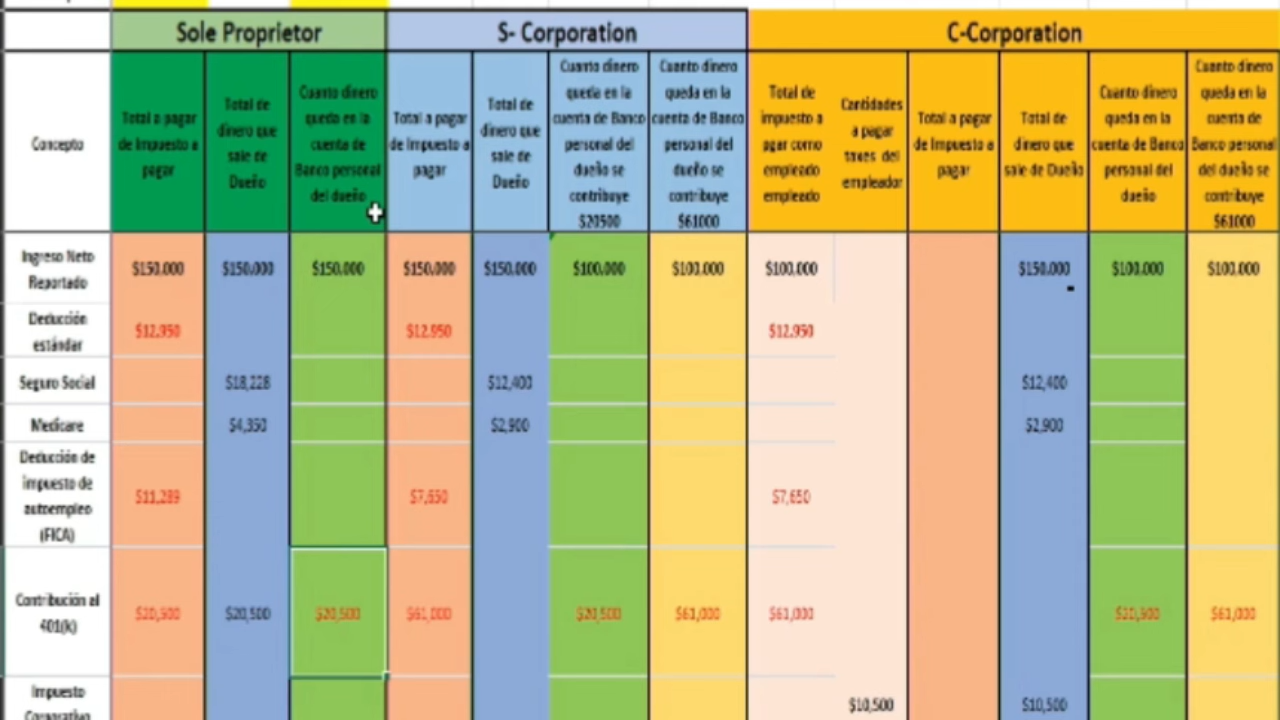 Sole Proprietor S- Corporation C-Corporation
Concepto
Total a pagar
de Impuesto a
pagar
Total de
dinero que
sale de
Dueño
Cuanto dinero
queda en la
cuenta de
Banco personal
del dueño
Total a pagar
de Impuesto a
pagar
Total de
dinero que
sale de
Dueño
Cuanto dinero
queda en la
cuenta de Banco
personal del
dueño se
contribuye
$20500
Cuanto dinero
queda en la
cuenta de Banco
personal del
dueño se
contribuye
$61000
Total de
impuesto a
pgar como
empleado
empleado
Cantidades
a pagar
taxes del
empleador
Total a pagar
de Impuesto a
pagar
Total de
dinero que
sale de Dueño
Cuanto dinero
queda en la
cuenta de Banco
personal del
dueño
Cuanto dinero
queda en la
cuenta de
Banco personal
del dueño se
contribuye
$61000
Ingreso Neto
Reportado
$150.000 $150.000 $150.000 $150.000 $150.000 $100.000 $100.000 $100.000 $150.000 $100.000 $100.000
Deducción
estándar
$12.950 $12.950 $12.950
Seguro Social $18,228 $12,400 $12,400
Medicare $4,350 $2,900 $2,900
Deducción de
impuesto de
autoempleo
(FICA)
$11,289 $7,650 $7,650
Contribución al
401(k)
$20,500 $20,500 $20,500 $61,000 $20,500 $61,000 $61,000 $20,500 $61,000
Impuesto
Corporativo
$10,500 $10,500